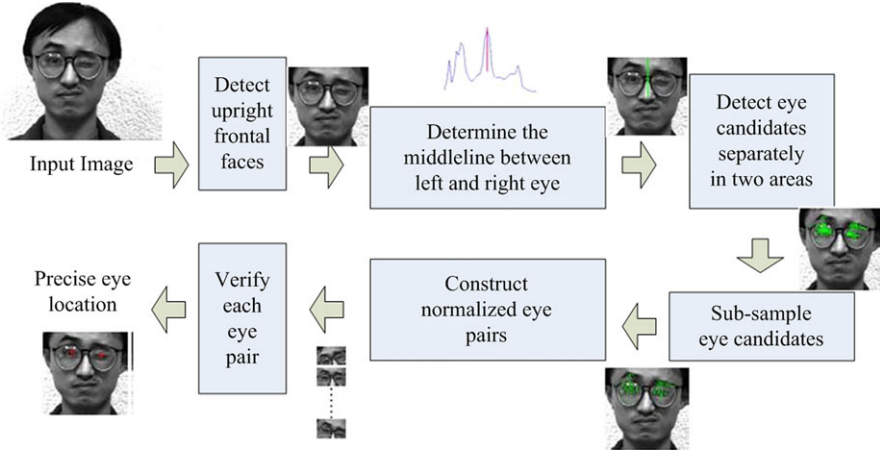 Input Image
Detect
upright
frontal
faces
Determine the
middleline between
left and right eye
Detect eye
candidates
separately
in two areas
Sub-sample
eye candidates
Construct
normalized eye
pairs
Verify
each
eye
pair
Precise eye
location